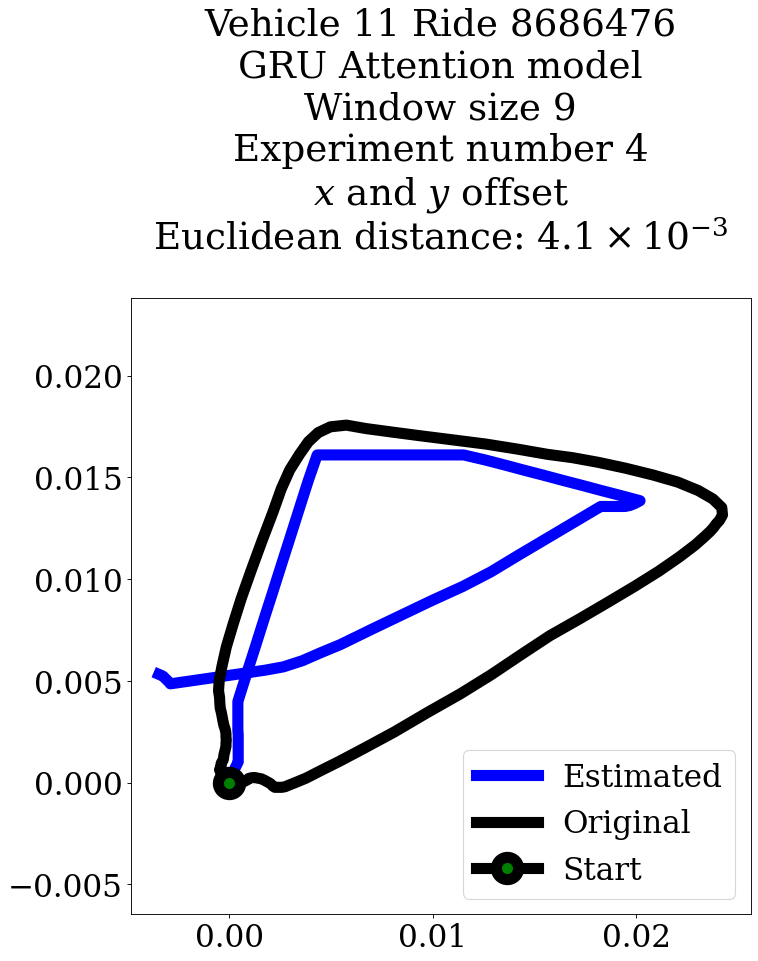 Vehicle 11 Ride 8686476
GRU Attention model
Window size 9
Experiment number 4
x and y offset
Euclidean distance: 4.1 × 10⁻³
0.020
0.015
0.010
0.005
0.000
−0.005
Estimated
Original
Start
0.00 0.01 0.02